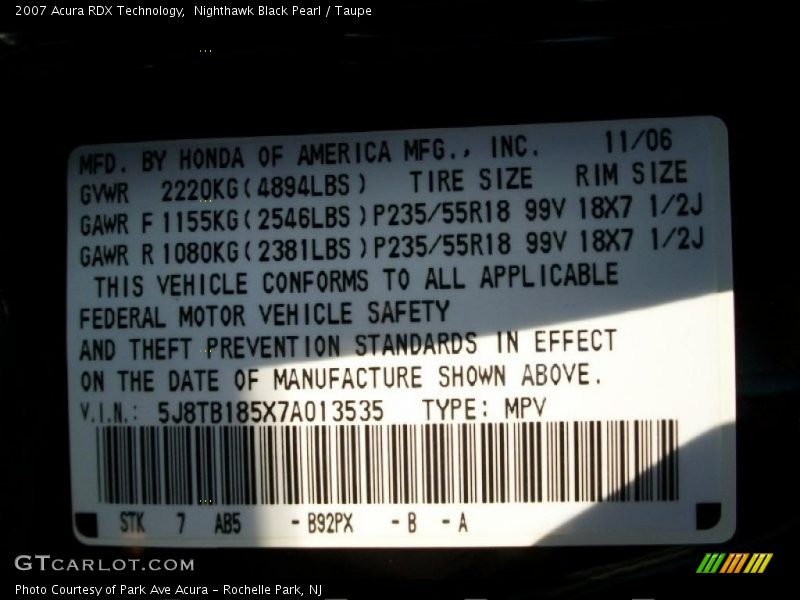 2007 Acura RDX Technology,  Nighthawk Black Pearl / Taupe
MFD. BY HONDA OF AMERICA MFG., INC. 11/06
GVWR 2220KG(4894LBS) TIRE SIZE RIM SIZE
GAWR F 1155KG(2546LBS)P235/55R18 99V 18X7 1/2J
GAWR R 1080KG(2381LBS)P235/55R18 99V 18X7 1/2J
THIS VEHICLE CONFORMS TO ALL APPLICABLE
FEDERAL MOTOR VEHICLE SAFETY
AND THEFT PREVENTION STANDARDS IN EFFECT
ON THE DATE OF MANUFACTURE SHOWN ABOVE.
V.I.N.: 5J8TB185X7A013535 TYPE: MPV
STK 7 AB5 -B92PX -B -A
GTCARLOT.COM
Photo Courtesy of Park Ave Acura - Rochelle Park, NJ